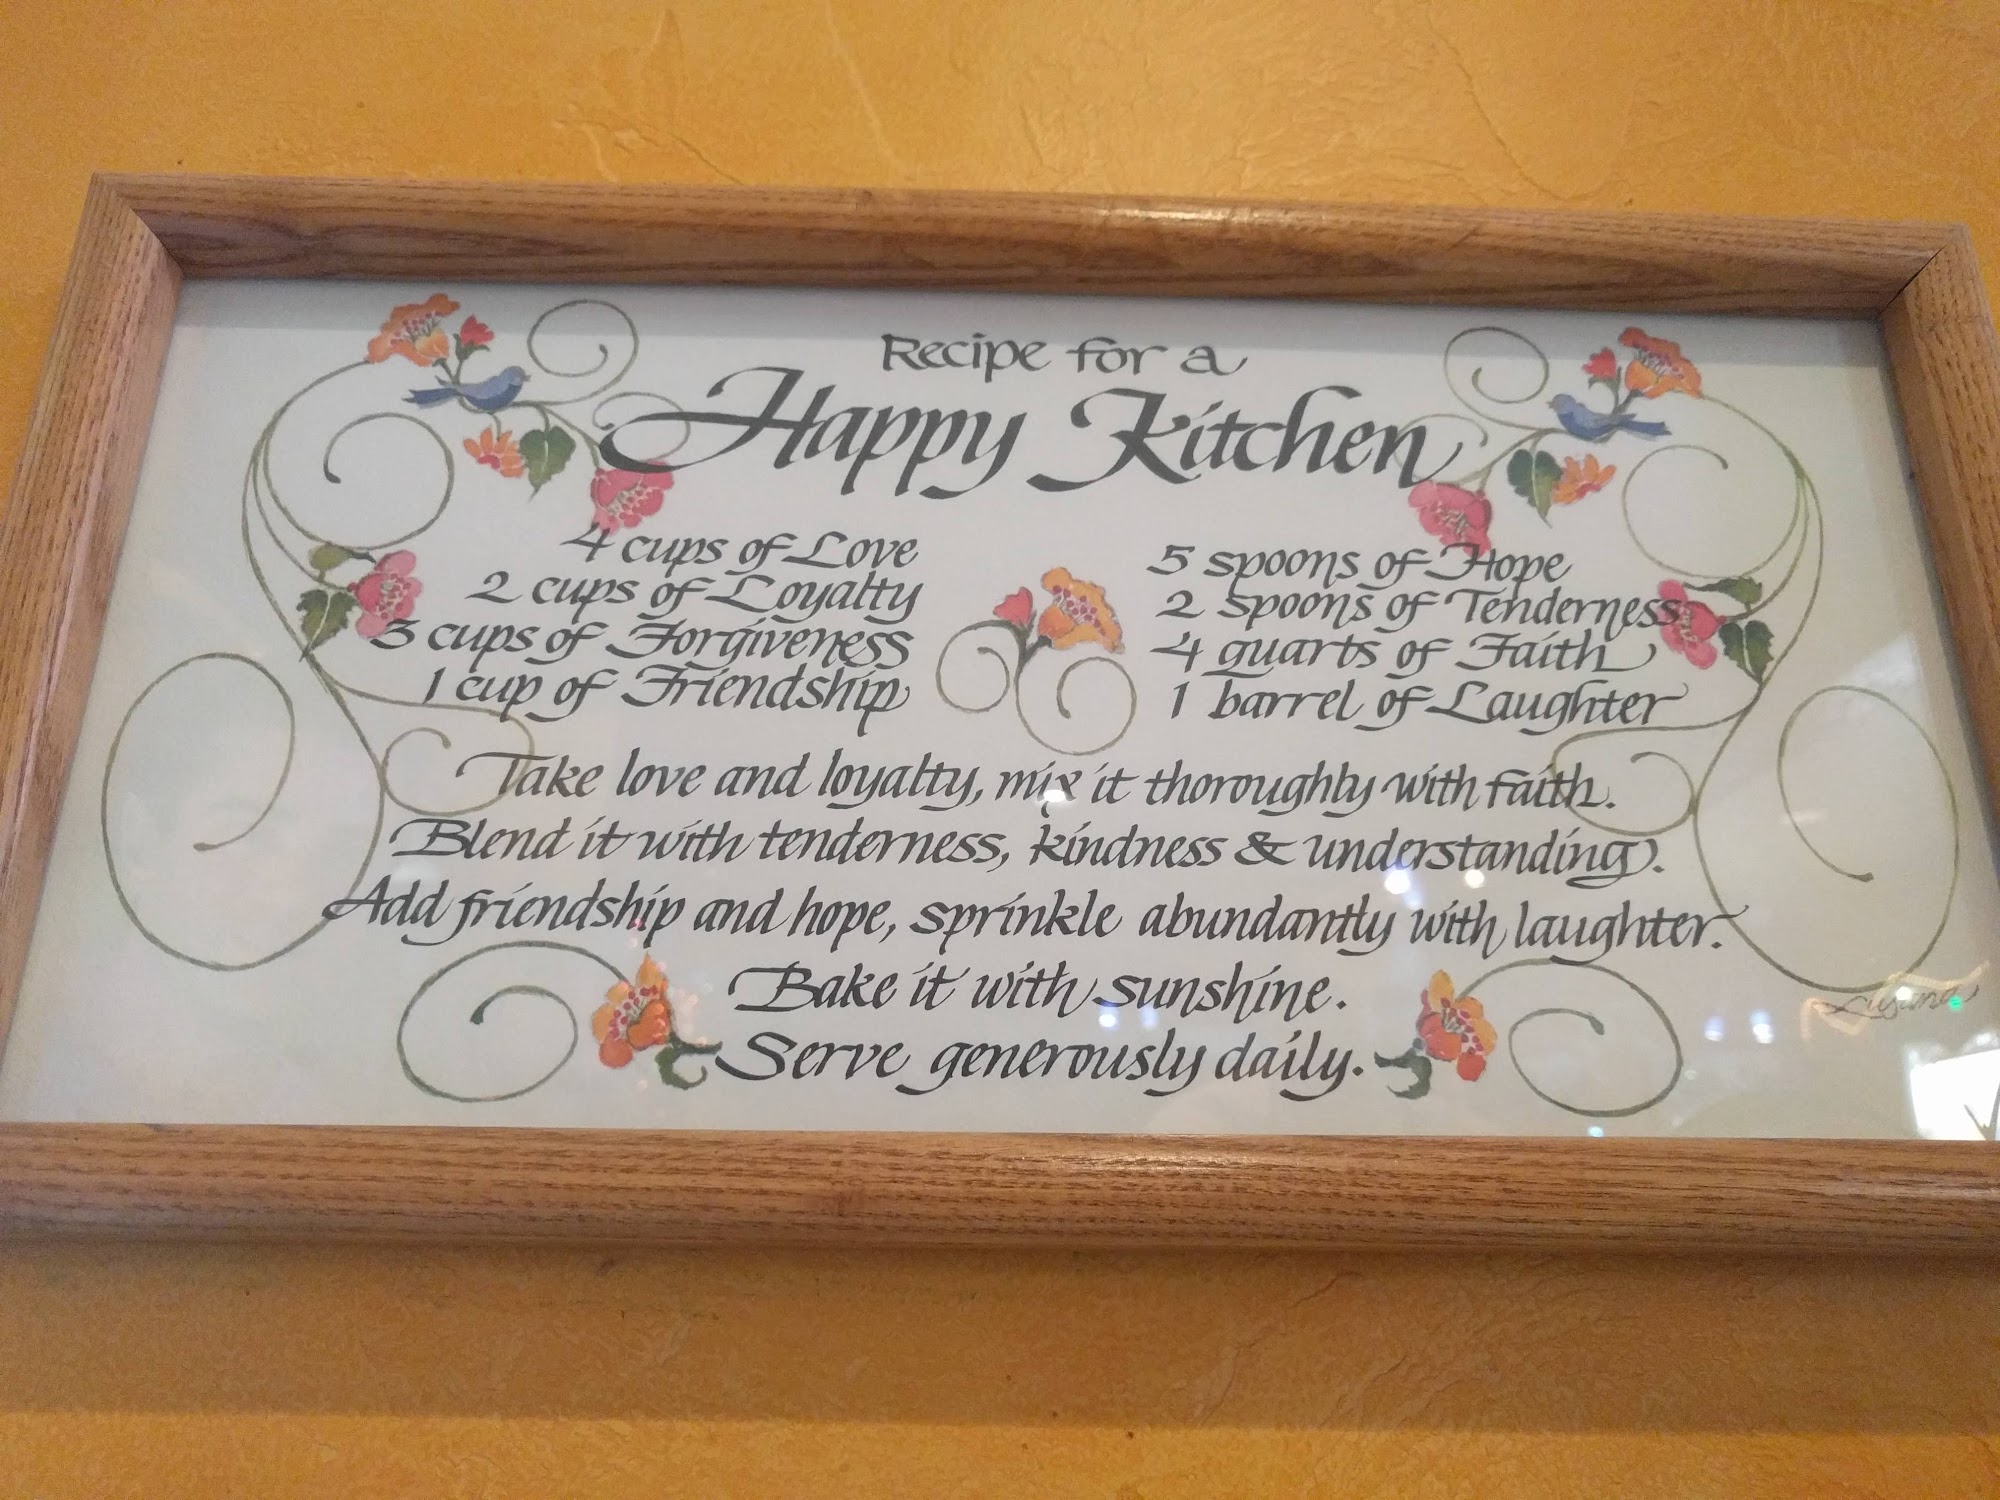 Recipe for a
Happy Kitchen
4 cups of Love
2 cups of Loyalty
3 cups of Forgiveness
1 cup of Friendship
5 spoons of Hope
2 spoons of Tenderness
4 quarts of Faith
1 barrel of Laughter
Take love and loyalty, mix it thoroughly with faith.
Blend it with tenderness, kindness & understanding.
Add friendship and hope, sprinkle abundantly with laughter.
Bake it with sunshine.
Serve generously daily.